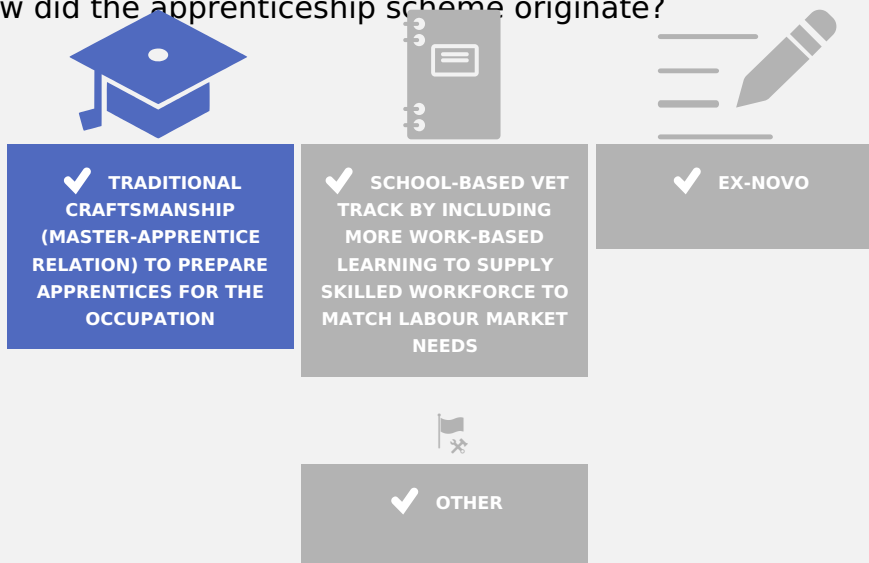 w did the apprenticeship scheme originate?
TRADITIONAL
CRAFTSMANSHIP
(MASTER-APPRENTICE
RELATION) TO PREPARE
APPRENTICES FOR THE
OCCUPATION
SCHOOL-BASED VET
TRACK BY INCLUDING
MORE WORK-BASED
LEARNING TO SUPPLY
SKILLED WORKFORCE TO
MATCH LABOUR MARKET
NEEDS
EX-NOVO
OTHER